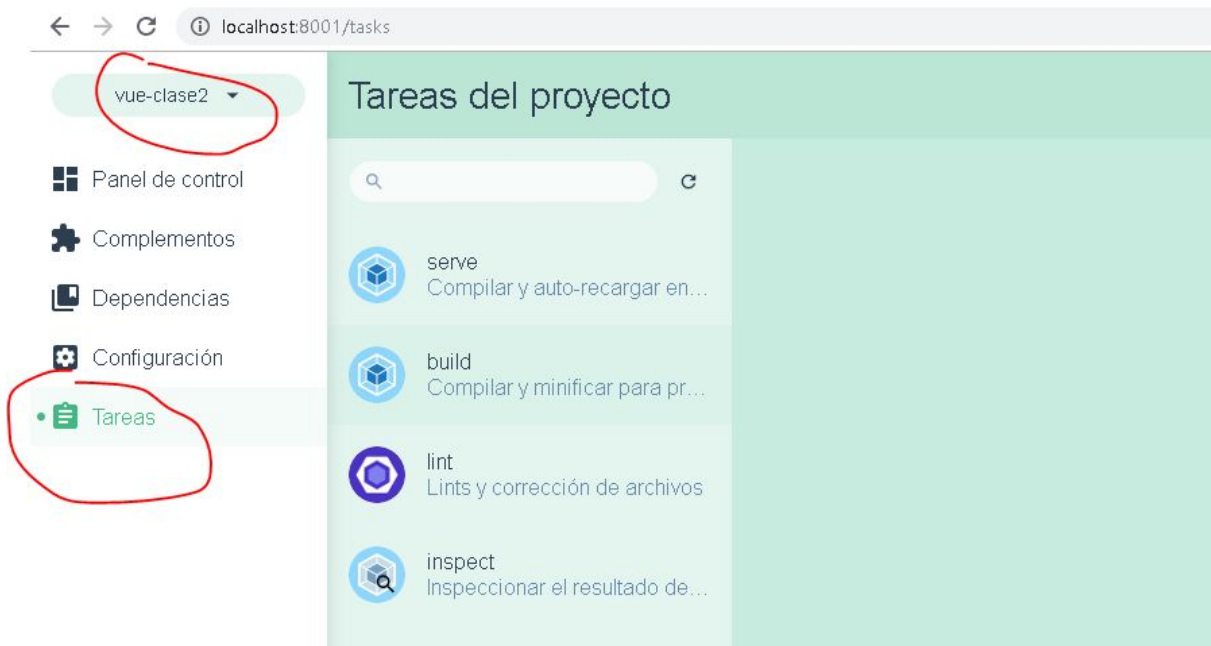 localhost:8001/tasks
vue-clase2
Tareas del proyecto
Panel de control
Complementos
Dependencias
Configuración
Tareas
serve
Compilar y auto-recargar en...
build
Compilar y minificar para pr...
lint
Lints y corrección de archivos
inspect
Inspeccionar el resultado de...